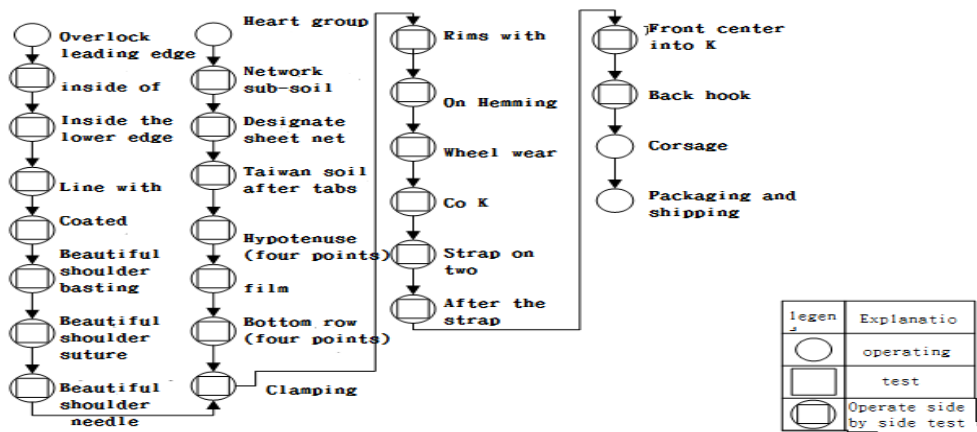 Overlock
leading edge
inside of
Inside the
lower edge
Line with
Coated
Beautiful
shoulder
basting
Beautiful
shoulder
suture
Beautiful
shoulder
needle
Heart group
Network
sub-soil
Designate
sheet net
Taiwan soil
after tabs
Hypotenuse
(four points)
film
Bottom row
(four points)
Clamping
Rims with
On Hemming
Wheel wear
Co K
Strap on
two
After the
strap
Front center
into K
Back hook
Corsage
Packaging and
shipping
legen
Explanatio
operating
test
Operate side
by side test